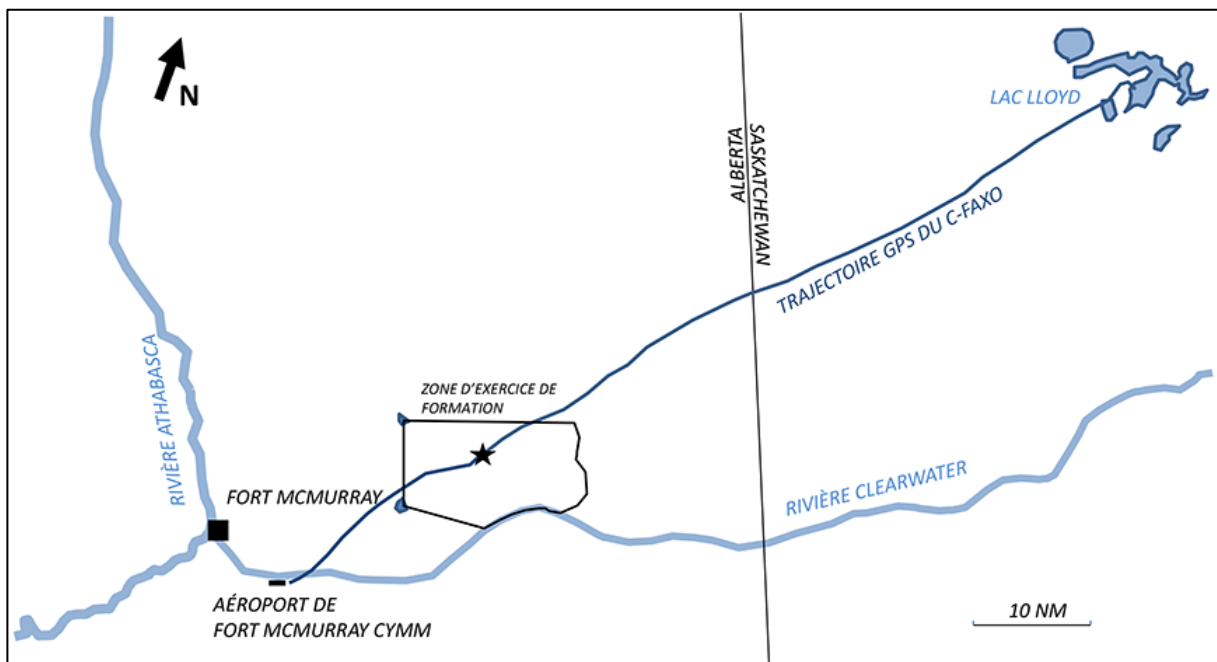 N
LAC LLOYD
ALBERTA
SASKATCHEWAN
TRAJECTOIRE GPS DU C-FAXO
RIVIÈRE ATHABASCA
ZONE D'EXERCICE DE
FORMATION
FORT MCMURRAY
RIVIÈRE CLEARWATER
AÉROPORT DE
FORT MCMURRAY CYMM
10 NM